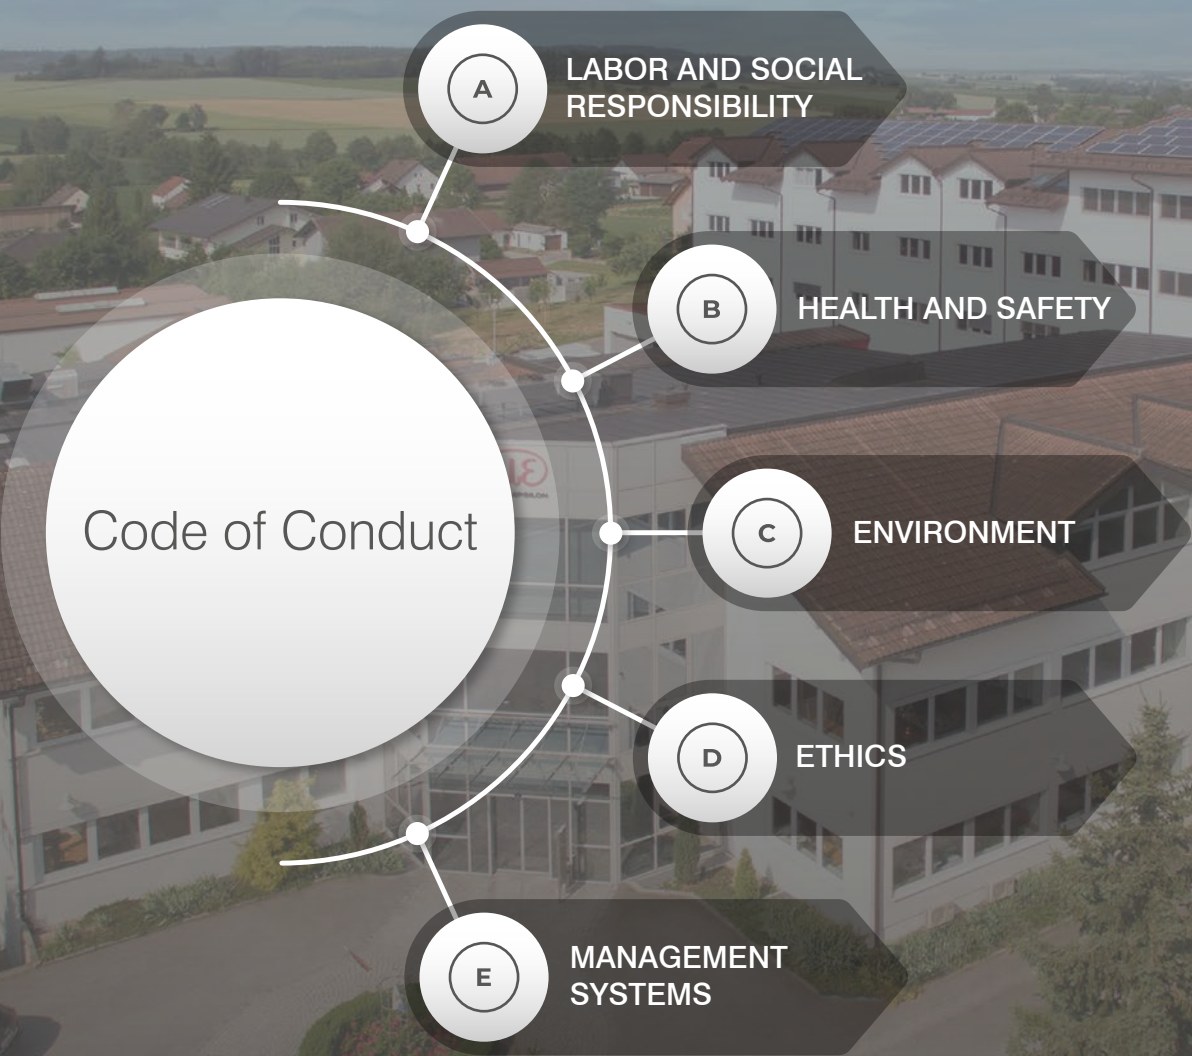 A
LABOR AND SOCIAL
RESPONSIBILITY
B
HEALTH AND SAFETY
Code of Conduct
C
ENVIRONMENT
D
ETHICS
E
MANAGEMENT
SYSTEMS